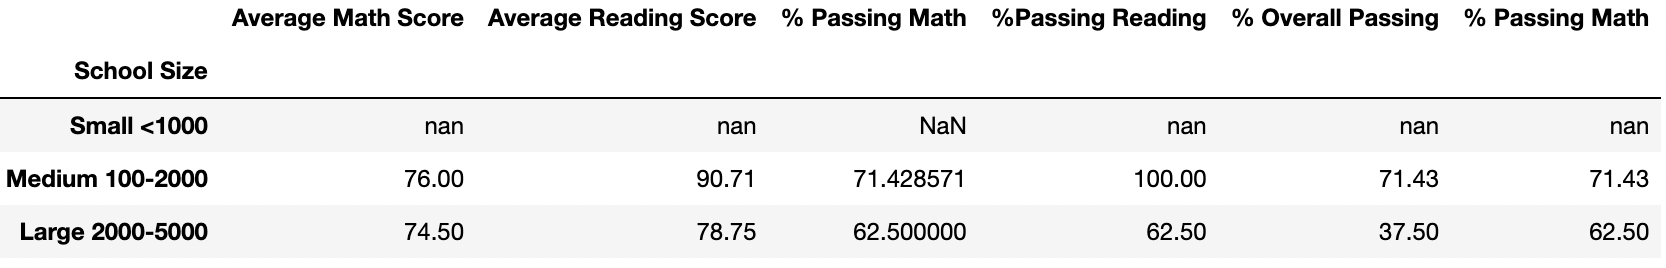 Average Math Score Average Reading Score % Passing Math %Passing Reading % Overall Passing % Passing Math
School Size
Small <1000 nan nan NaN nan nan nan
Medium 100-2000 76.00 90.71 71.428571 100.00 71.43 71.43
Large 2000-5000 74.50 78.75 62.500000 62.50 37.50 62.50